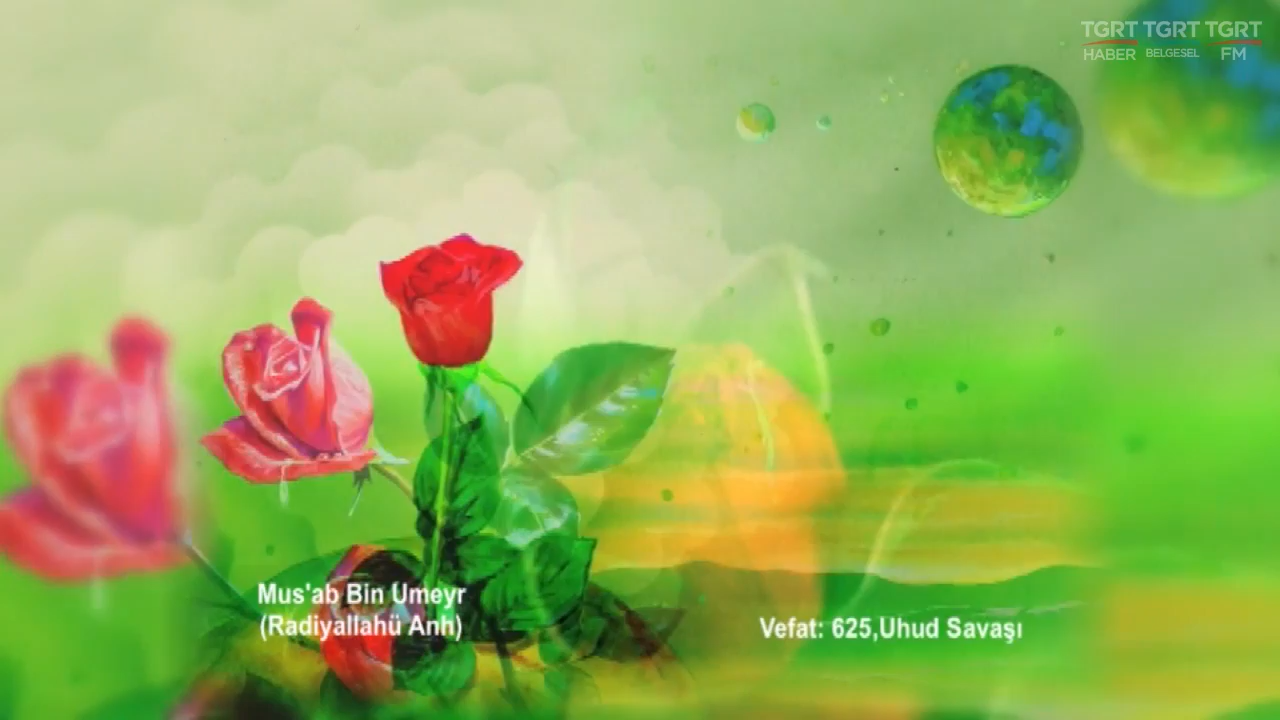 TGRT TGRT TGRT
HABER BELGESEL FM
Mus'ab Bin Umeyr
(Radiyallahü Anh)
Vefat: 625,Uhud Savaşı